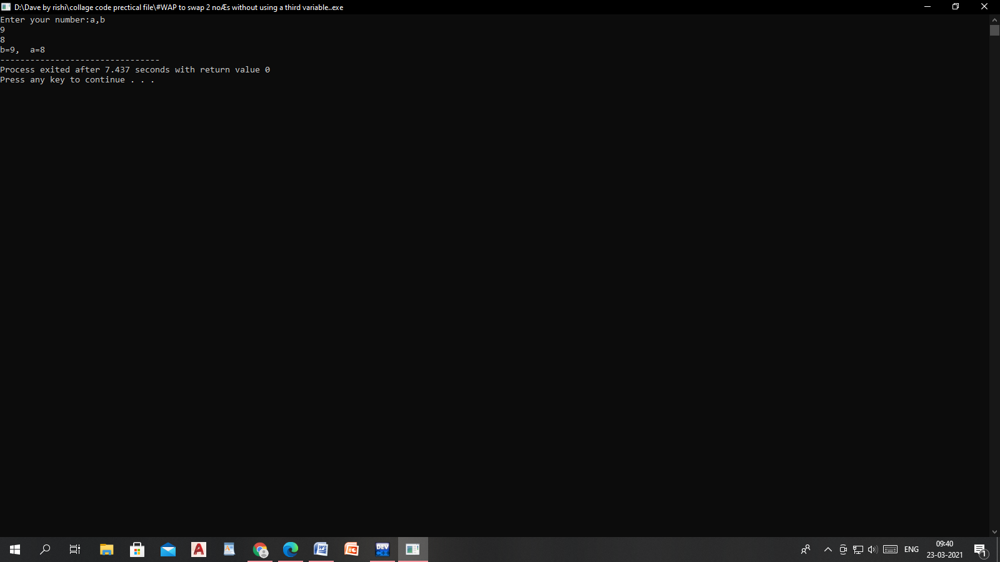 D:\Dave by rishi\collage code prectical file\#WAP to swap 2 noÆs without using a third variable..exe
Enter your number:a,b
9
8
b=9,  a=8
--------------------------------
Process exited after 7.437 seconds with return value 0
Press any key to continue . . .
DEV
ENG
09:40
23-03-2021
1